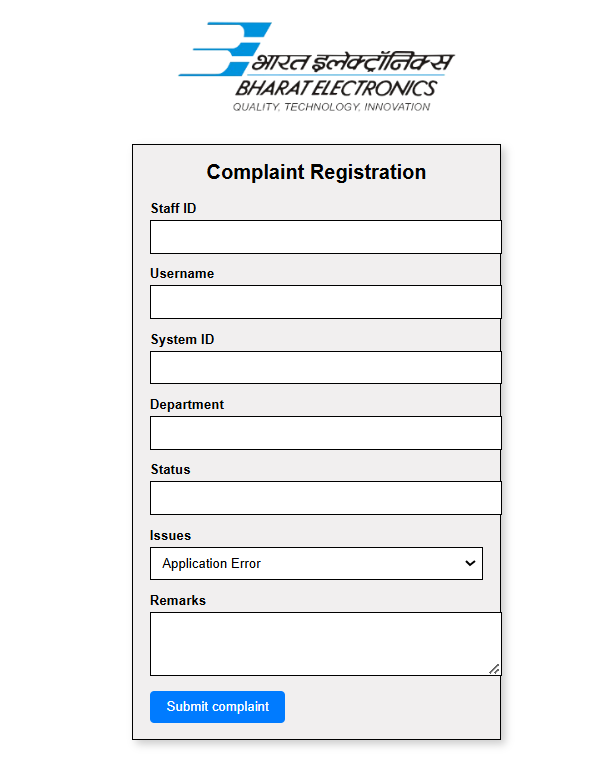 भारत इलेक्ट्रॉनिक्स
BHARAT ELECTRONICS
QUALITY, TECHNOLOGY, INNOVATION
Complaint Registration
Staff ID
Username
System ID
Department
Status
Issues
Application Error
Remarks
Submit complaint